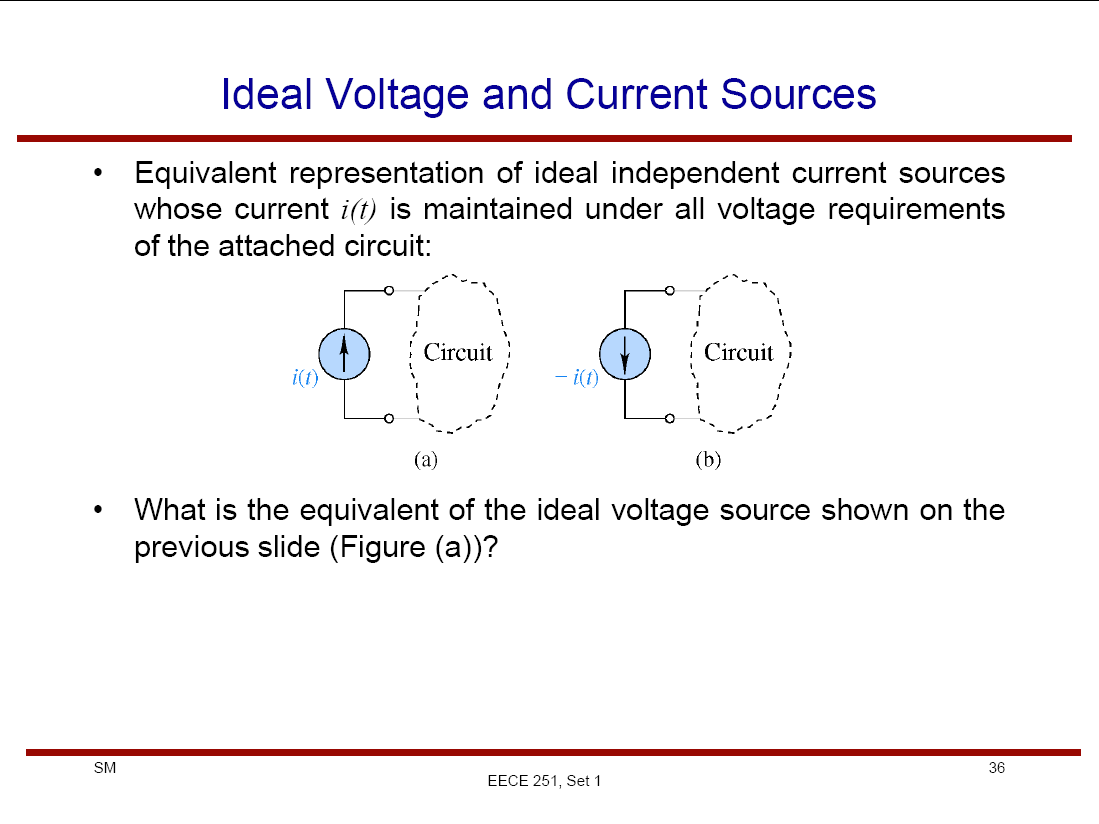 Ideal Voltage and Current Sources
• Equivalent representation of ideal independent current sources
whose current i(t) is maintained under all voltage requirements
of the attached circuit:
Circuit
Circuit
i(t)
− i(t)
(a)
(b)
• What is the equivalent of the ideal voltage source shown on the
previous slide (Figure (a))?
SM
36
EECE 251, Set 1